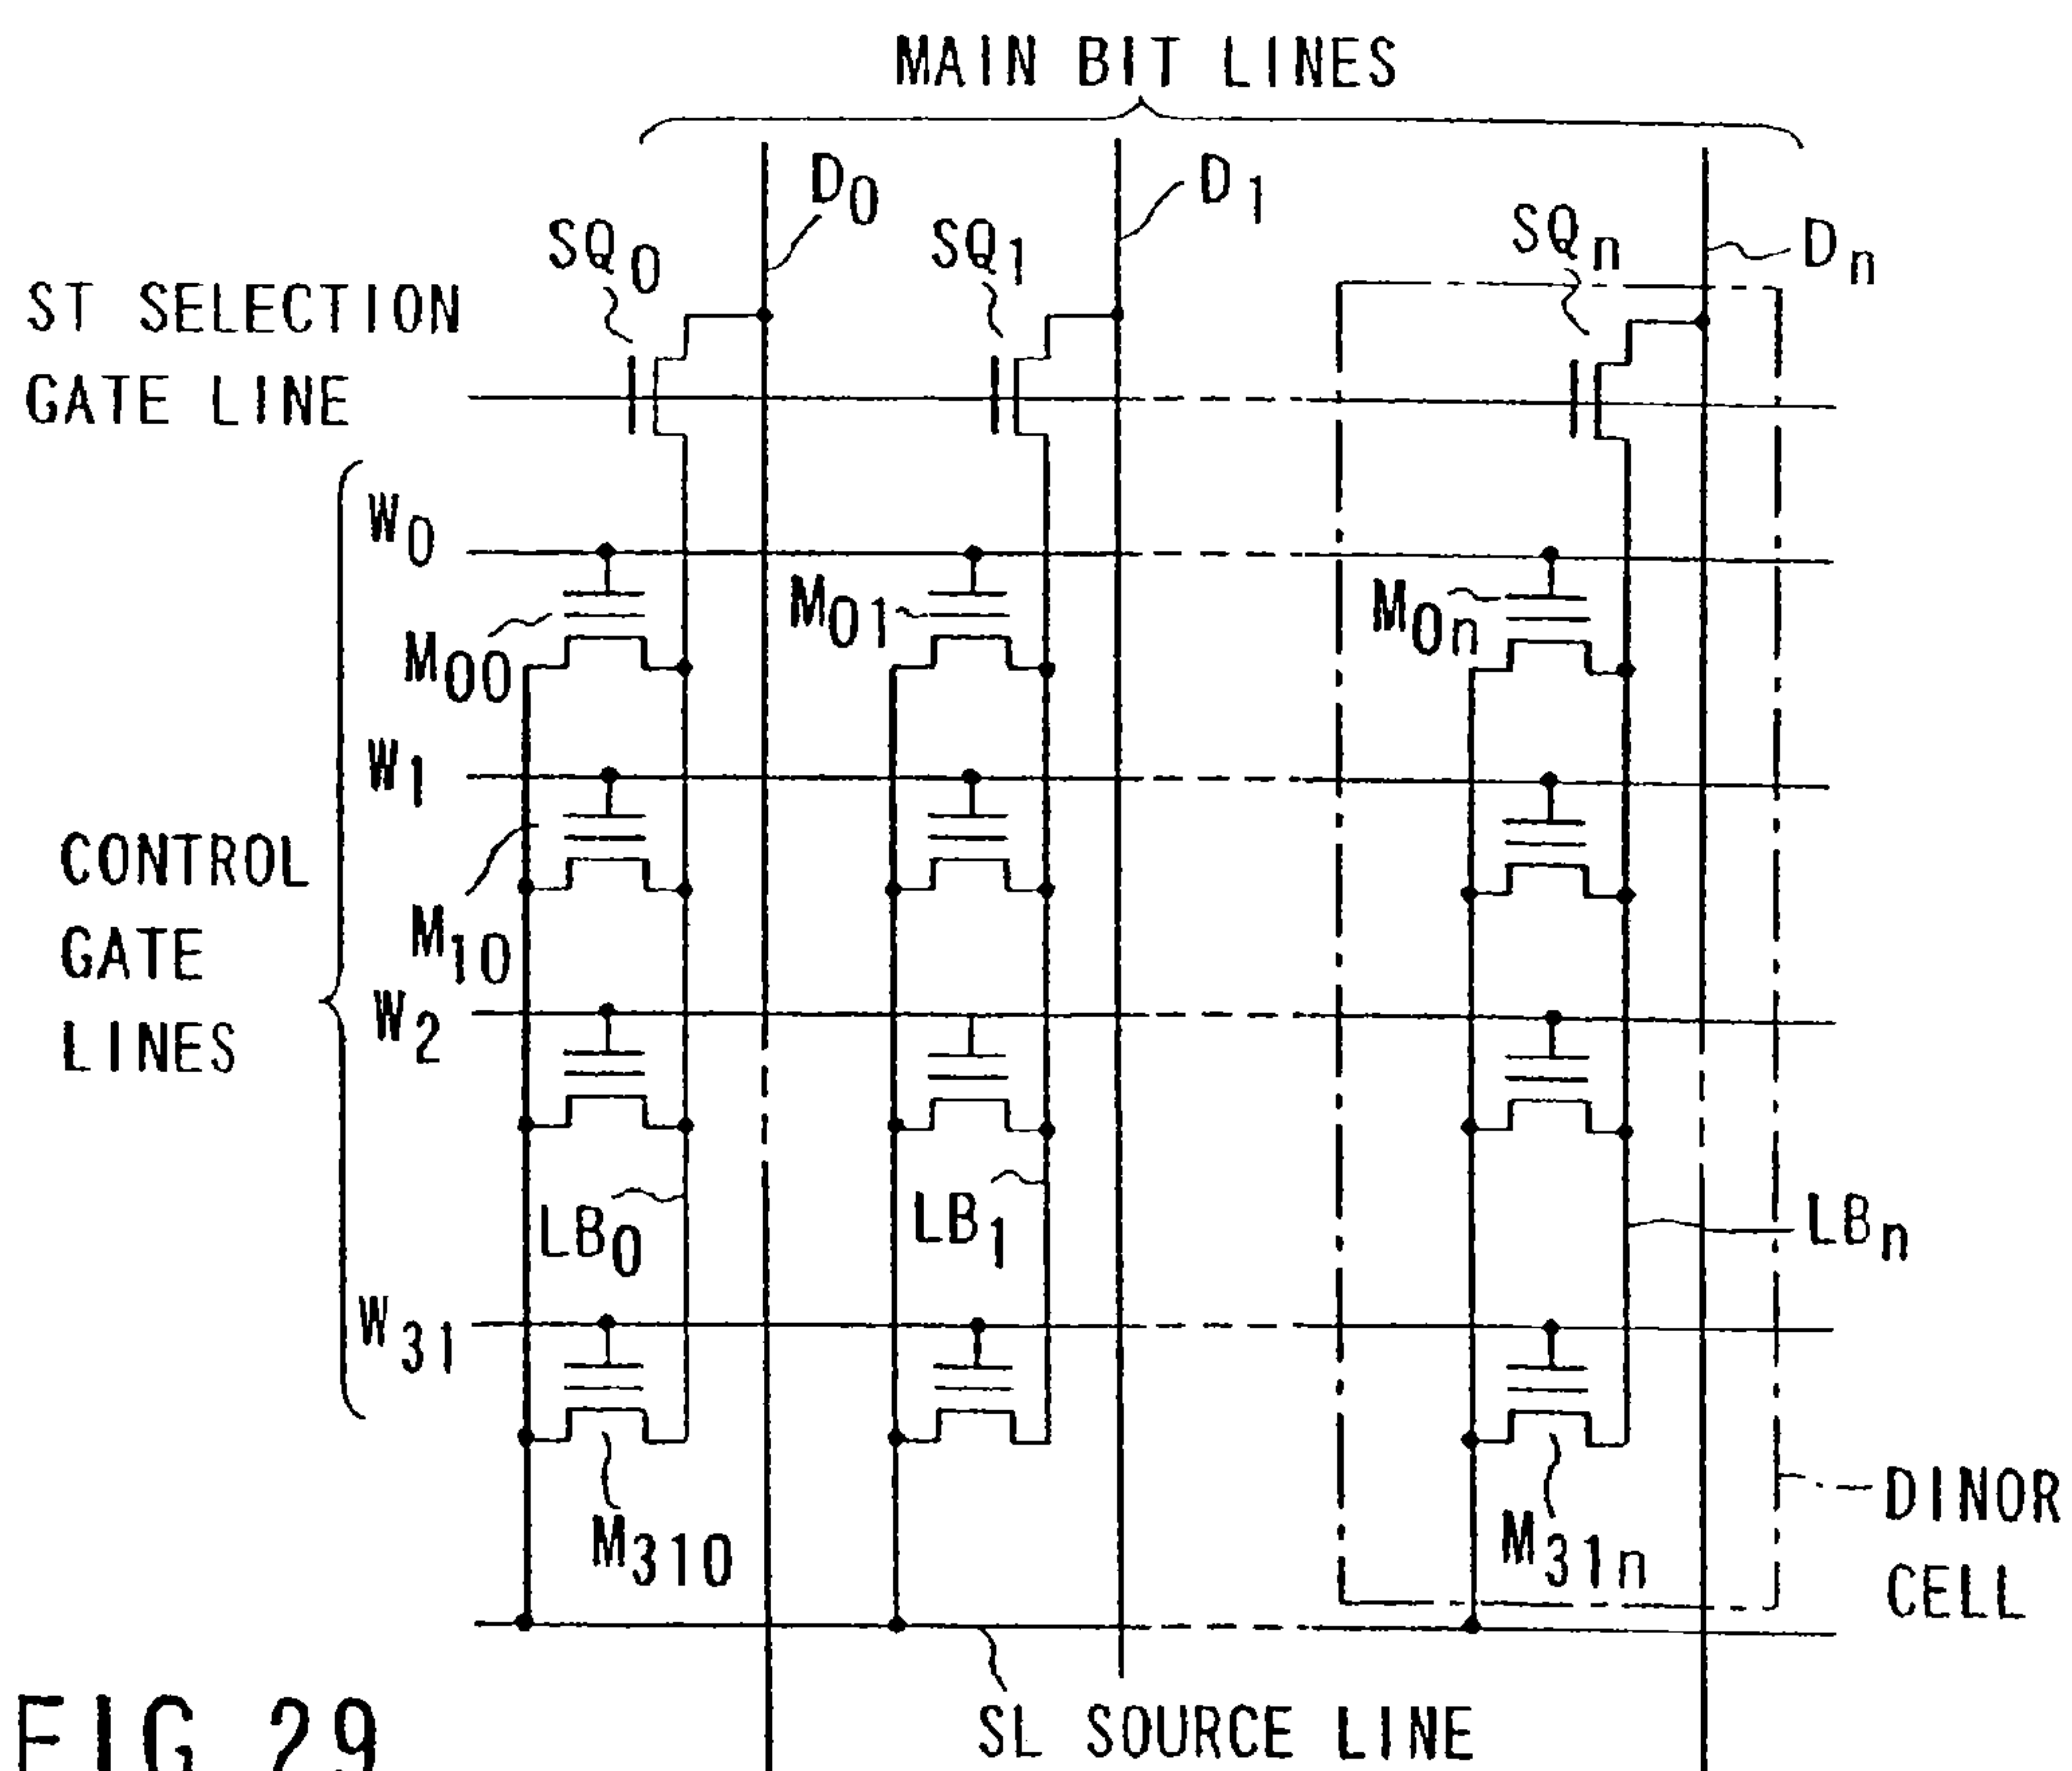 MAIN BIT LINES
D0
D1
SQ0
SQ1
SQn
Dn
ST SELECTION
GATE LINE
W0
M00
M01
M0n
W1
CONTROL
GATE
LINES
M10
W2
LB0
LB1
LBn
W31
M310
M31n
DINOR
CELL
SL SOURCE LINE
FIG 29